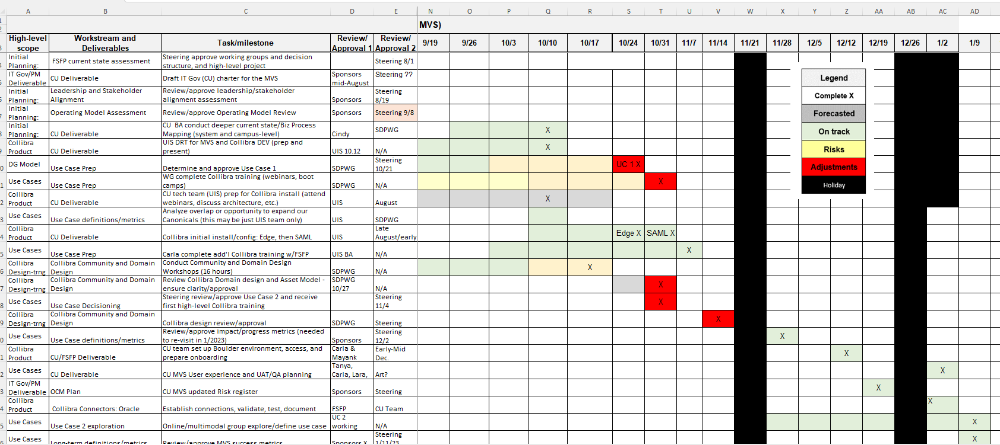 A B C D E N O P Q R S T U V W X Y Z AA AB AC AD
MVS)
High-level scope Workstream and Deliverables Task/milestone Review/ Approval 1 Review/ Approval 2 9/19 9/26 10/3 10/10 10/17 10/24 10/31 11/7 11/14 11/21 11/28 12/5 12/12 12/19 12/26 1/2 1/9
Initial Planning: FSFP current state assessment Steering approve working groups and decision structure, and high-level project Steering 8/1
IT Gov/PM Deliverable CU Deliverable Draft IT Gov (CU) charter for the MVS Sponsors mid-August Steering ??
Initial Planning: Leadership and Stakeholder Alignment Review/approve leadership/stakeholder alignment assessment Sponsors Steering 8/19
Initial Planning: Operating Model Assessment Review/approve Operating Model Review Sponsors Steering 9/8
Initial Planning: CU Deliverable CU BA conduct deeper current state/Biz Process Mapping (system and campus-level) Cindy SDPWG X
Collibra Product CU Deliverable UIS DRT for MVS and Collibra DEV (prep and present) UIS 10.12 N/A X
DG Model Use Case Prep Determine and approve Use Case 1 SDPWG Steering 10/21 UC 1 X
Use Cases Use Case Prep WG complete Collibra training (webinars, boot camps) SDPWG N/A X
Collibra Product CU Deliverable CU tech team (UIS) prep for Collibra install (attend webinars, discuss architecture, etc.) UIS August X
Use Cases Use Case definitions/metrics Analyze overlap or opportunity to expand our Canonicals (this may be just UIS team only) UIS SDPWG
Collibra Product CU Deliverable Collibra initial install/config: Edge, then SAML UIS Late August/early Edge X SAML X
Use Cases Use Case Prep Carla complete add'l Collibra training w/FSFP UIS BA N/A X
Collibra Design-trng Collibra Community and Domain Design Conduct Community and Domain Design Workshops (16 hours) SDPWG N/A X
Collibra Design-trng Collibra Community and Domain Design Review Collibra Domain design and Asset Model - ensure clarity/approval SDPWG 10/27 N/A X
Use Cases Use Case Decisioning Steering review/approve Use Case 2 and receive first high-level Collibra training Steering 11/4 X
Collibra Design-trng Collibra Community and Domain Design Collibra design review/approval SDPWG Steering X
Use Cases Use Case definitions/metrics Review/approve impact/progress metrics (needed to re-visit in 1/2023) Sponsors Steering 12/2 X
Collibra Product CU/FSFP Deliverable CU team set up Boulder environment, access, and prepare onboarding Carla & Mayank Early-Mid Dec. X
Use Cases CU Deliverable CU MVS User experience and UAT/QA planning Tanya, Carla, Lara, Art? X
IT Gov/PM Deliverable OCM Plan CU MVS updated Risk register Sponsors Steering X
Collibra Product Collibra Connectors: Oracle Establish connections, validate, test, document FSFP CU Team X
Use Cases Use Case 2 exploration Online/multimodal group explore/define use case UC 2 working N/A X
Use Cases Long-term definitions/metrics Review/approve MVS success metrics Sponsors X Steering 1/11/23 X
Legend
Complete X
Forecasted
On track
Risks
Adjustments
Holiday